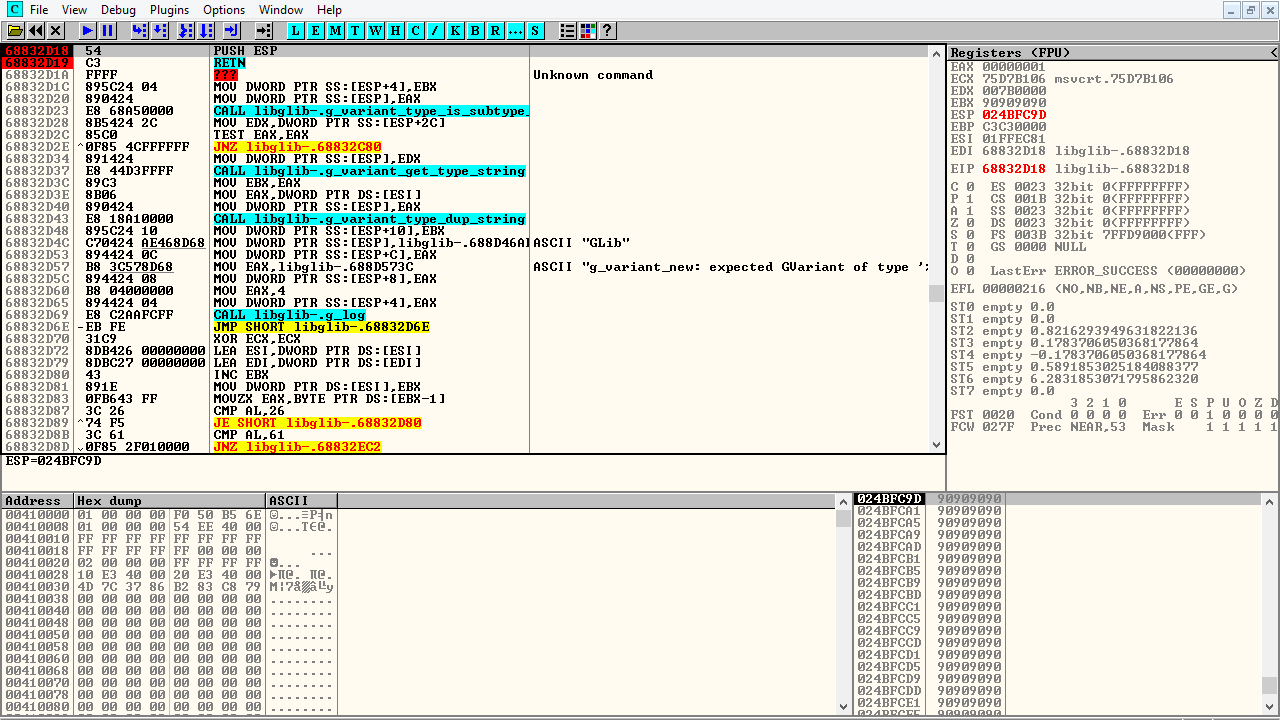 C File View Debug Plugins Options Window Help
L E M T W H C / K B R ... S ?
68832D18 54 PUSH ESP
68832D19 C3 RETN
68832D1A FFFF ??? Unknown command
68832D1C 895C24 04 MOV DWORD PTR SS:[ESP+4],EBX
68832D20 890424 MOV DWORD PTR SS:[ESP],EAX
68832D23 E8 68A50000 CALL libglib-.g_variant_type_is_subtype_
68832D28 8B5424 2C MOV EDX,DWORD PTR SS:[ESP+2C]
68832D2C 85C0 TEST EAX,EAX
68832D2E ^0F85 4CFFFFFF JNZ libglib-.68832C80
68832D34 891424 MOV DWORD PTR SS:[ESP],EDX
68832D37 E8 44D3FFFF CALL libglib-.g_variant_get_type_string
68832D3C 89C3 MOV EBX,EAX
68832D3E 8B06 MOV EAX,DWORD PTR DS:[ESI]
68832D40 890424 MOV DWORD PTR SS:[ESP],EAX
68832D43 E8 18A10000 CALL libglib-.g_variant_type_dup_string
68832D48 895C24 10 MOV DWORD PTR SS:[ESP+10],EBX
68832D4C C70424 AE468D68 MOV DWORD PTR SS:[ESP],libglib-.688D46A ASCII "GLib"
68832D53 894424 0C MOV DWORD PTR SS:[ESP+C],EAX
68832D57 B8 3C578D68 MOV EAX,libglib-.688D573C ASCII "g_variant_new: expected GVariant of type '
68832D5C 894424 08 MOV DWORD PTR SS:[ESP+8],EAX
68832D60 B8 04000000 MOV EAX,4
68832D65 894424 04 MOV DWORD PTR SS:[ESP+4],EAX
68832D69 E8 C2AAFCFF CALL libglib-.g_log
68832D6E -EB FE JMP SHORT libglib-.68832D6E
68832D70 31C9 XOR ECX,ECX
68832D72 8DB426 00000000 LEA ESI,DWORD PTR DS:[ESI]
68832D79 8DBC27 00000000 LEA EDI,DWORD PTR DS:[EDI]
68832D80 43 INC EBX
68832D81 891E MOV DWORD PTR DS:[ESI],EBX
68832D83 0FB643 FF MOVZX EAX,BYTE PTR DS:[EBX-1]
68832D87 3C 26 CMP AL,26
68832D89 ^74 F5 JE SHORT libglib-.68832D80
68832D8B 3C 61 CMP AL,61
68832D8D 0F85 2F010000 JNZ libglib-.68832EC2
ESP=024BFC9D
Registers (FPU) <
EAX 00000001
ECX 75D7B106 msvcrt.75D7B106
EDX 007B0000
EBX 90909090
ESP 024BFC9D
EBP C3C30000
ESI 01FFEC81
EDI 68832D18 libglib-.68832D18
EIP 68832D18 libglib-.68832D18
C 0 ES 0023 32bit 0(FFFFFFFF)
P 1 CS 001B 32bit 0(FFFFFFFF)
A 1 SS 0023 32bit 0(FFFFFFFF)
Z 0 DS 0023 32bit 0(FFFFFFFF)
S 0 FS 003B 32bit 7FFD9000(FFF)
T 0 GS 0000 NULL
D 0
O 0 LastErr ERROR_SUCCESS (00000000)
EFL 00000216 (NO,NB,NE,A,NS,PE,GE,G)
ST0 empty 0.0
ST1 empty 0.0
ST2 empty 0.8216293949631822136
ST3 empty 0.1783706050368177864
ST4 empty -0.1783706050368177864
ST5 empty 0.5891853025184088377
ST6 empty 6.2831853071795862320
ST7 empty 0.0
3 2 1 0 E S P U O Z D
FST 0020 Cond 0 0 0 0 Err 0 0 1 0 0 0 0
FCW 027F Prec NEAR,53 Mask 1 1 1 1 1
Address Hex dump ASCII
00410000 01 00 00 00 F0 50 B5 6E ☺...≡P╡n
00410008 01 00 00 00 54 EE 40 00 ☺...T∈@.
00410010 FF FF FF FF FF FF FF FF
00410018 FF FF FF FF FF 00 00 00 ...
00410020 02 00 00 00 FF FF FF FF ☻...
00410028 10 E3 40 00 20 E3 40 00 ►π@. π@.
00410030 4D 7C 37 86 B2 83 C8 79 M|7å▓â╚y
00410038 00 00 00 00 00 00 00 00 ........
00410040 00 00 00 00 00 00 00 00 ........
00410048 00 00 00 00 00 00 00 00 ........
00410050 00 00 00 00 00 00 00 00 ........
00410058 00 00 00 00 00 00 00 00 ........
00410060 00 00 00 00 00 00 00 00 ........
00410068 00 00 00 00 00 00 00 00 ........
00410070 00 00 00 00 00 00 00 00 ........
00410078 00 00 00 00 00 00 00 00 ........
00410080 00 00 00 00 00 00 00 00 ........
024BFC9D 90909090
024BFCA1 90909090
024BFCA5 90909090
024BFCA9 90909090
024BFCAD 90909090
024BFCB1 90909090
024BFCB5 90909090
024BFCB9 90909090
024BFCBD 90909090
024BFCC1 90909090
024BFCC5 90909090
024BFCC9 90909090
024BFCCD 90909090
024BFCD1 90909090
024BFCD5 90909090
024BFCD9 90909090
024BFCDD 90909090
024BFCE1 90909090